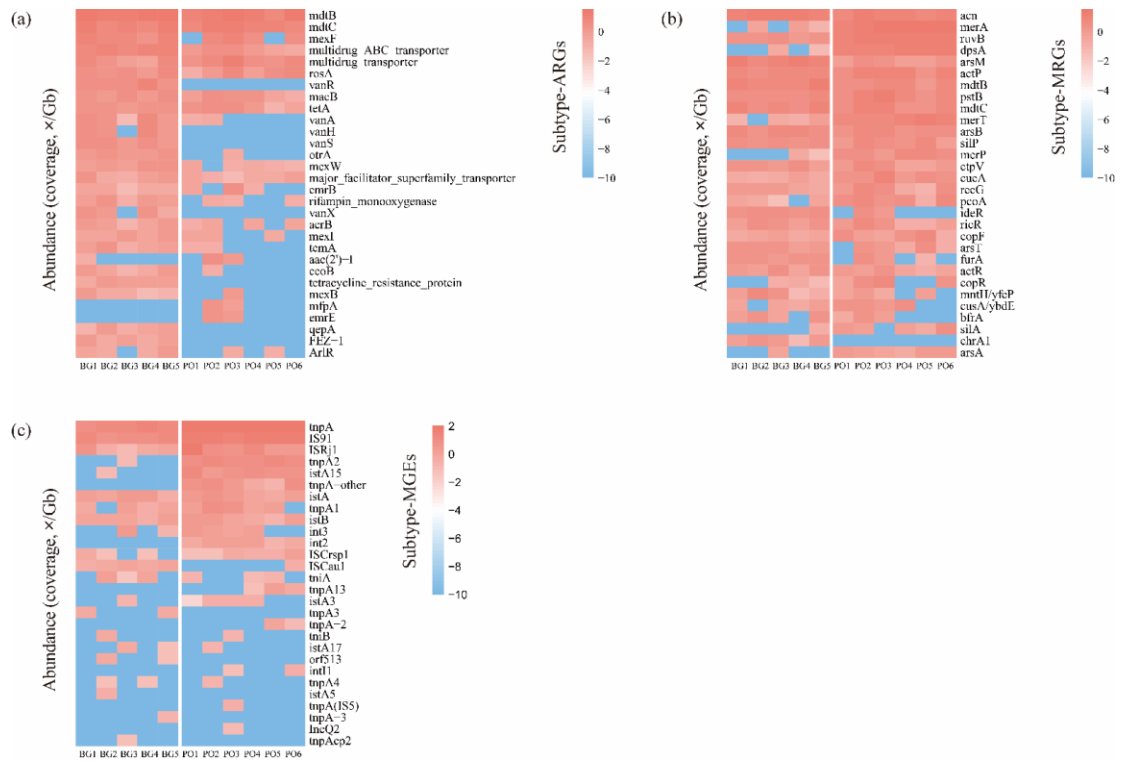 (a)
Abundance (coverage, ×/Gb)
mdtB
mdtC
mexF
multidrug_ABC_transporter
multidrug_transporter
rosA
vanR
macB
tetA
vanA
vanH
vanS
otrA
mexW
major_facilitator_superfamily_transporter
emrB
rifampin_monooxygenase
vanX
acrB
mexI
tcmA
aac(2')-I
ceoB
tetracycline_resistance_protein
mexB
mfpA
emrE
qepA
FEZ-1
ArlR
BG1 BG2 BG3 BG4 BG5 PO1 PO2 PO3 PO4 PO5 PO6
0
-2
-4
-6
-8
-10
Subtype-ARGs
(b)
Abundance (coverage, ×/Gb)
acn
merA
ruvB
dpsA
arsM
actP
mdtB
pstB
mdtC
merT
arsB
silP
merP
ctpV
cueA
recG
pcoA
ideR
ricR
copF
arsT
furA
actR
copR
mntH/yfeP
cusA/ybdE
bfrA
silA
chrA1
arsA
BG1 BG2 BG3 BG4 BG5 PO1 PO2 PO3 PO4 PO5 PO6
0
-2
-4
-6
-8
-10
Subtype-MRGs
(c)
Abundance (coverage, ×/Gb)
tnpA
IS91
ISRj1
tnpA2
istA15
tnpA-other
istA
tnpA1
istB
int3
int2
ISCrsp1
ISCau1
tniA
tnpA13
istA3
tnpA3
tnpA-2
tniB
istA17
orf513
intI1
tnpA4
istA5
tnpA(IS5)
tnpA-3
IncQ2
tnpAcp2
BG1 BG2 BG3 BG4 BG5 PO1 PO2 PO3 PO4 PO5 PO6
2
0
-2
-4
-6
-8
-10
Subtype-MGEs